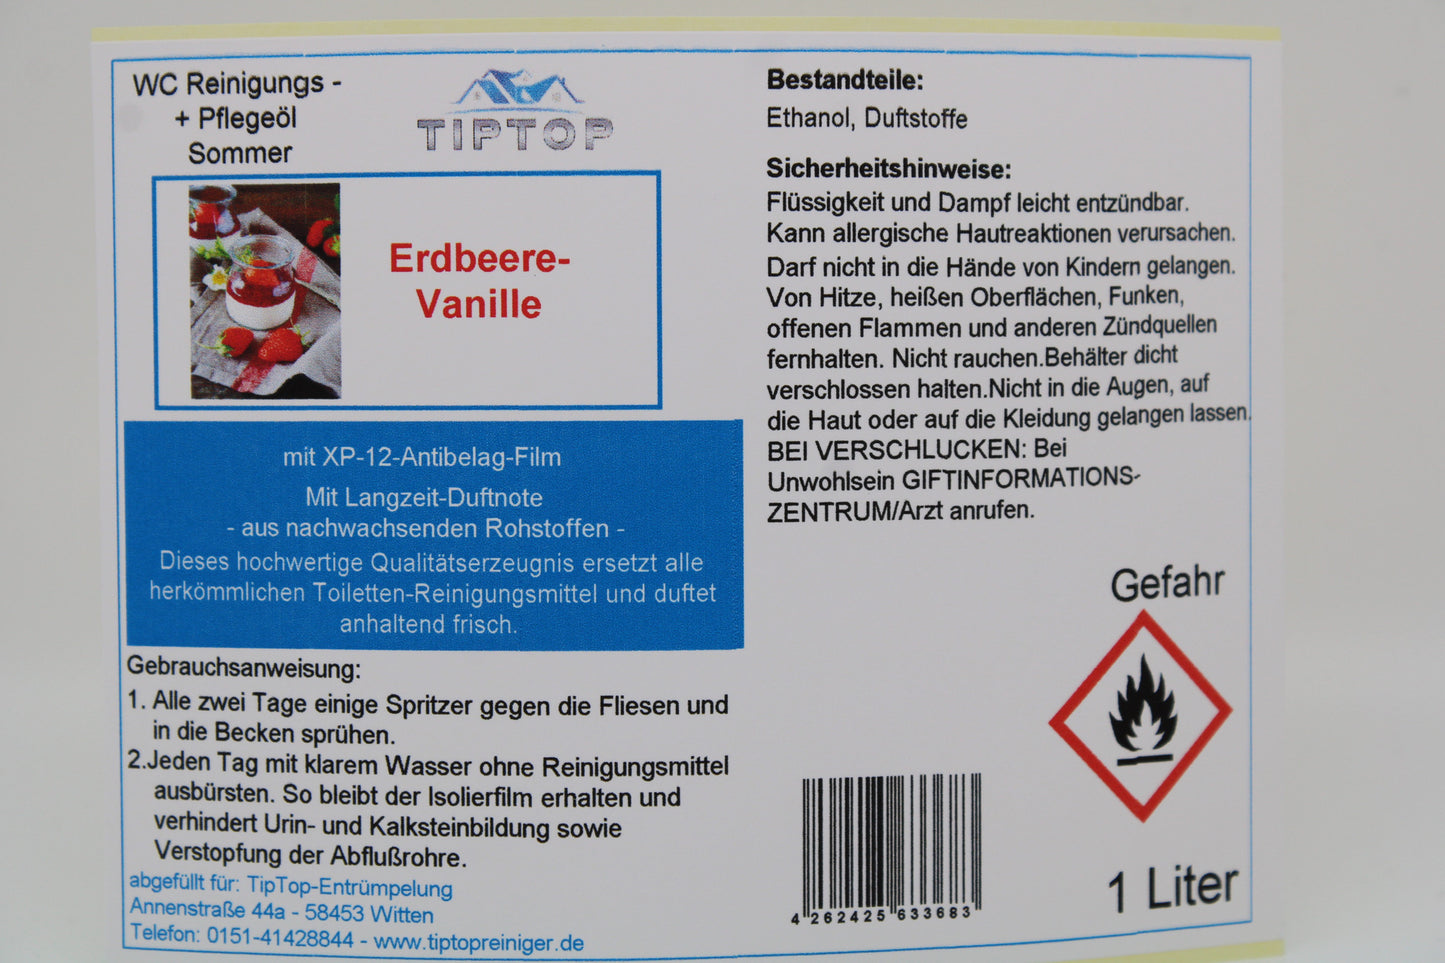 WC Reinigungs -
+ Pflegeöl
Sommer
TIPTOP
Erdbeere-
Vanille
mit XP-12-Antibelag-Film
Mit Langzeit-Duftnote
- aus nachwachsenden Rohstoffen -
Dieses hochwertige Qualitätserzeugnis ersetzt alle
herkömmlichen Toiletten-Reinigungsmittel und duftet
anhaltend frisch.
Gebrauchsanweisung:
1. Alle zwei Tage einige Spritzer gegen die Fliesen und
in die Becken sprühen.
2.Jeden Tag mit klarem Wasser ohne Reinigungsmittel
ausbürsten. So bleibt der Isolierfilm erhalten und
verhindert Urin- und Kalksteinbildung sowie
Verstopfung der Abflußrohre.
abgefüllt für: TipTop-Entrümpelung
Annenstraße 44a - 58453 Witten
Telefon: 0151-41428844 - www.tiptopreiniger.de
Bestandteile:
Ethanol, Duftstoffe
Sicherheitshinweise:
Flüssigkeit und Dampf leicht entzündbar.
Kann allergische Hautreaktionen verursachen.
Darf nicht in die Hände von Kindern gelangen.
Von Hitze, heißen Oberflächen, Funken,
offenen Flammen und anderen Zündquellen
fernhalten. Nicht rauchen.Behälter dicht
verschlossen halten.Nicht in die Augen, auf
die Haut oder auf die Kleidung gelangen lassen.
BEI VERSCHLUCKEN: Bei
Unwohlsein GIFTINFORMATIONS-
ZENTRUM/Arzt anrufen.
Gefahr
4 262425 633683
1 Liter